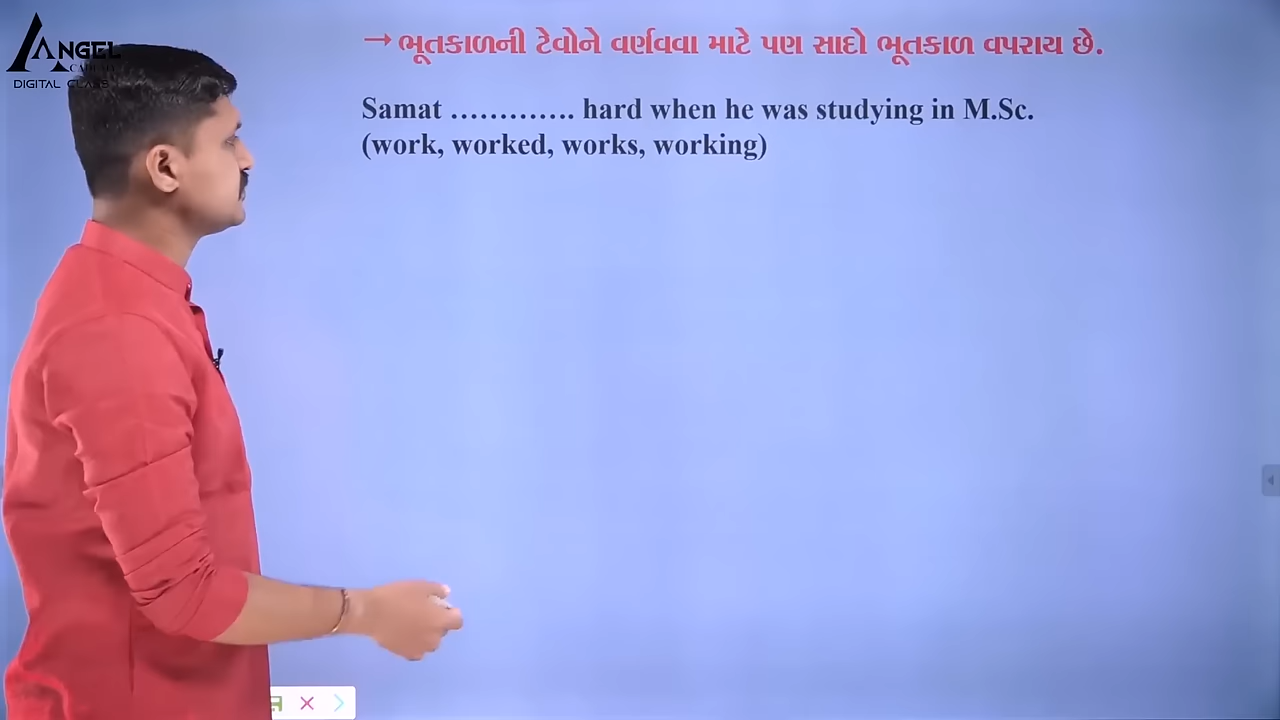 ANGEL
ACADEMY
DIGITAL CLASS
→ ભૂતકાળની ટેવોને વર્ણવવા માટે પણ સાદો ભૂતકાળ વપરાય છે.
Samat …………. hard when he was studying in M.Sc.
(work, worked, works, working)